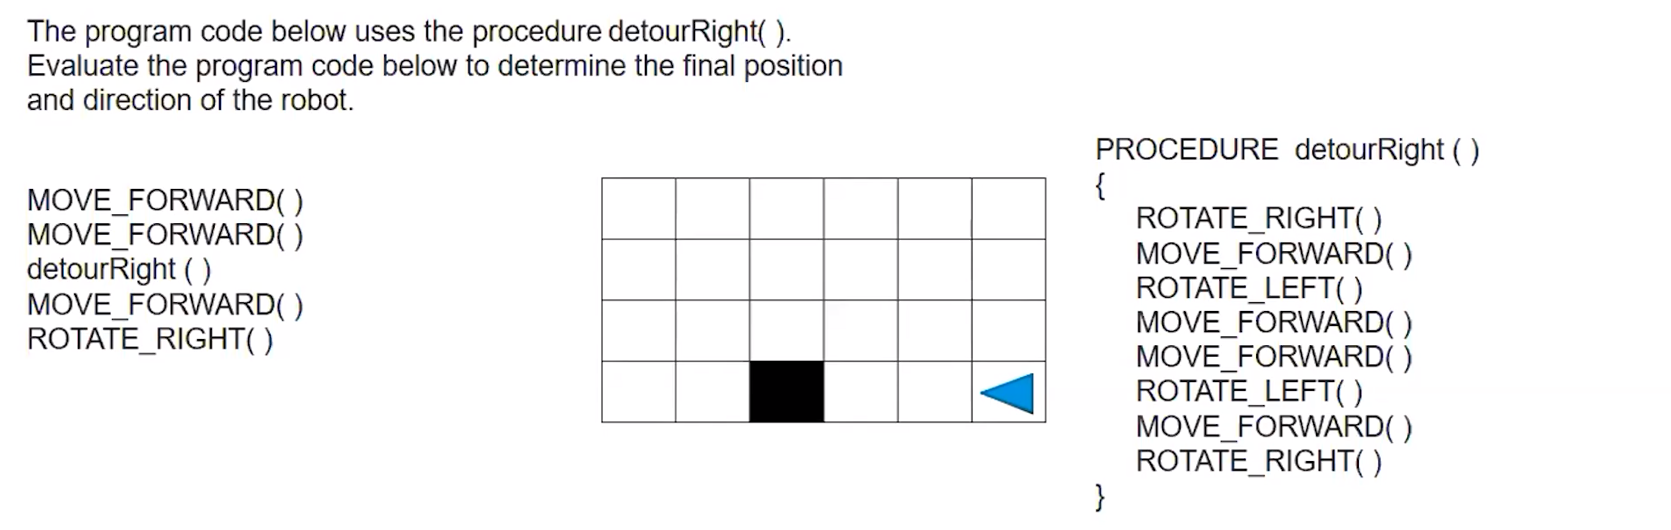 The program code below uses the procedure detourRight( ).
Evaluate the program code below to determine the final position
and direction of the robot.
MOVE_FORWARD( )
MOVE_FORWARD( )
detourRight ( )
MOVE_FORWARD( )
ROTATE_RIGHT( )
PROCEDURE detourRight ( )
{
ROTATE_RIGHT( )
MOVE_FORWARD( )
ROTATE_LEFT( )
MOVE_FORWARD( )
MOVE_FORWARD( )
ROTATE_LEFT( )
MOVE_FORWARD( )
ROTATE_RIGHT( )
}